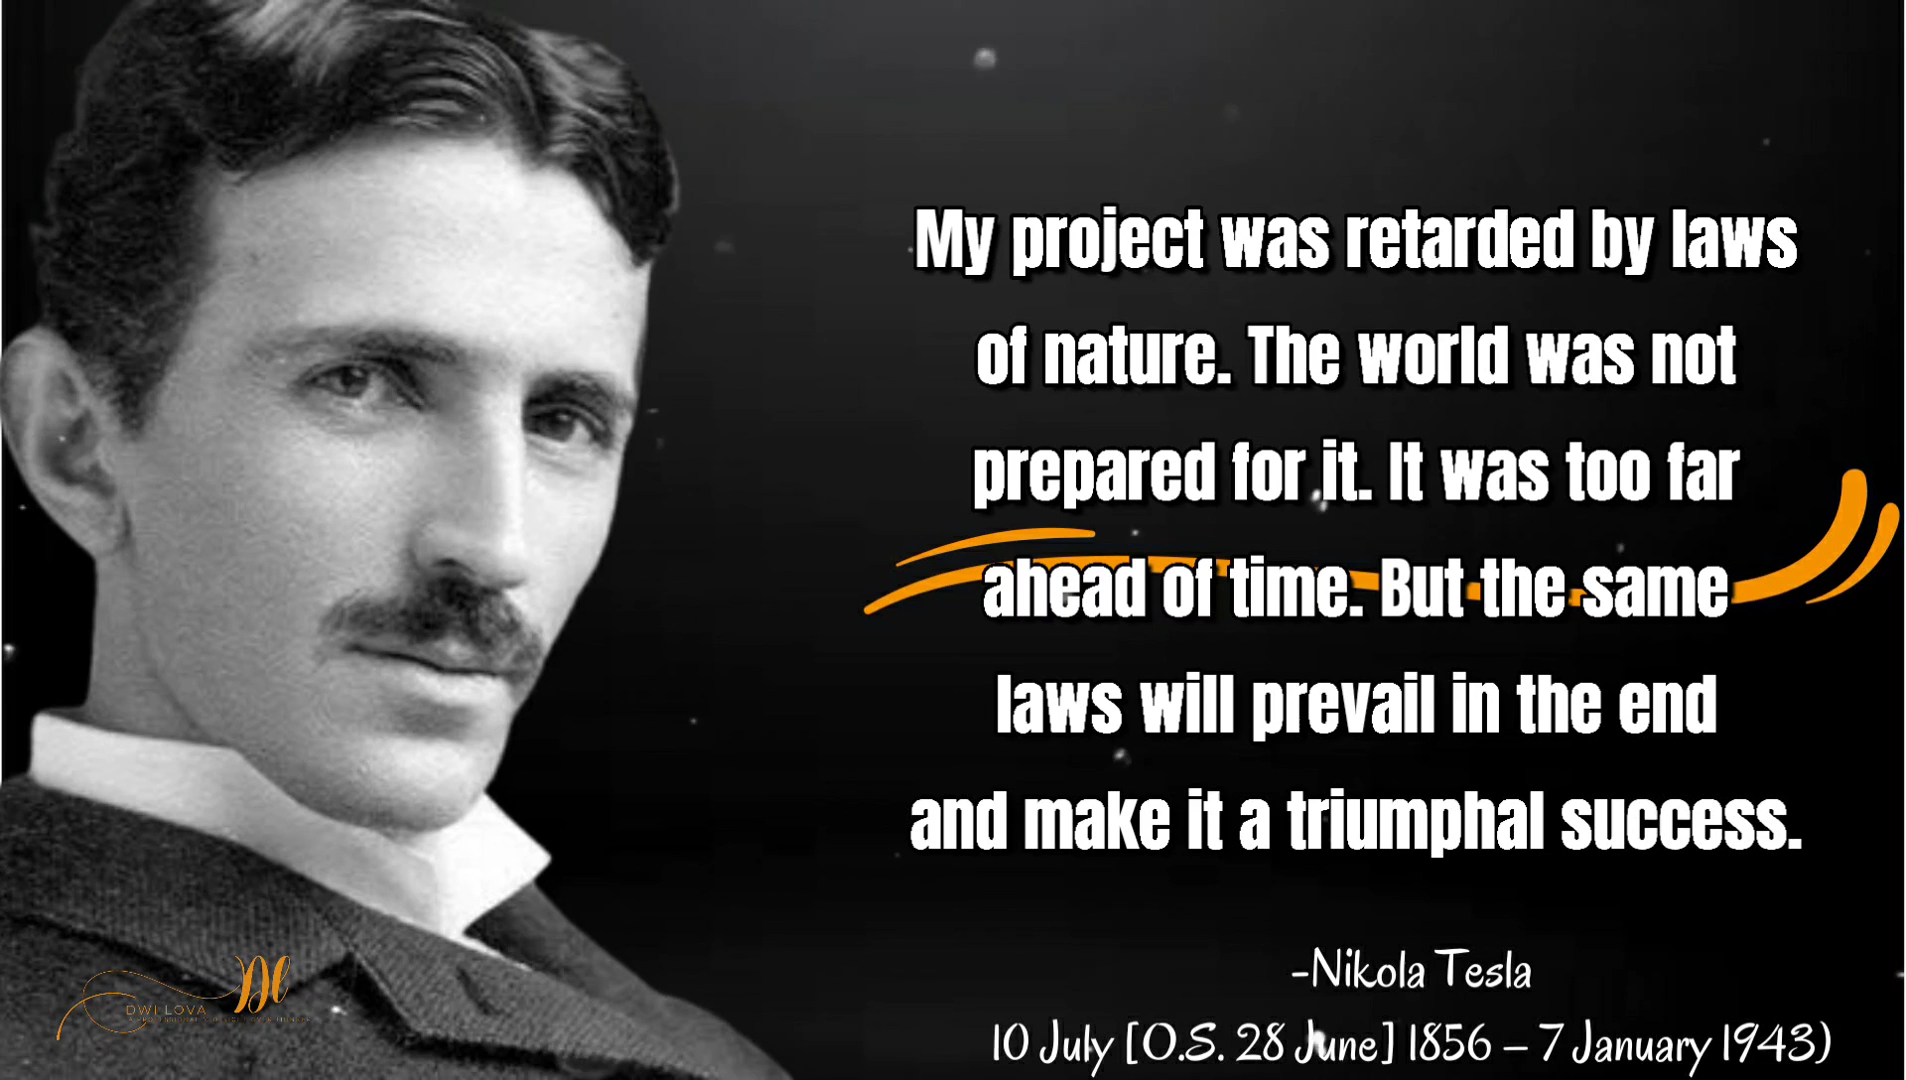 My project was retarded by laws
of nature. The world was not
prepared for it. It was too far
ahead of time. But the same
laws will prevail in the end
and make it a triumphal success.
-Nikola Tesla
10 July [O.S. 28 June] 1856 – 7 January 1943)
Dl
DWI LOVA